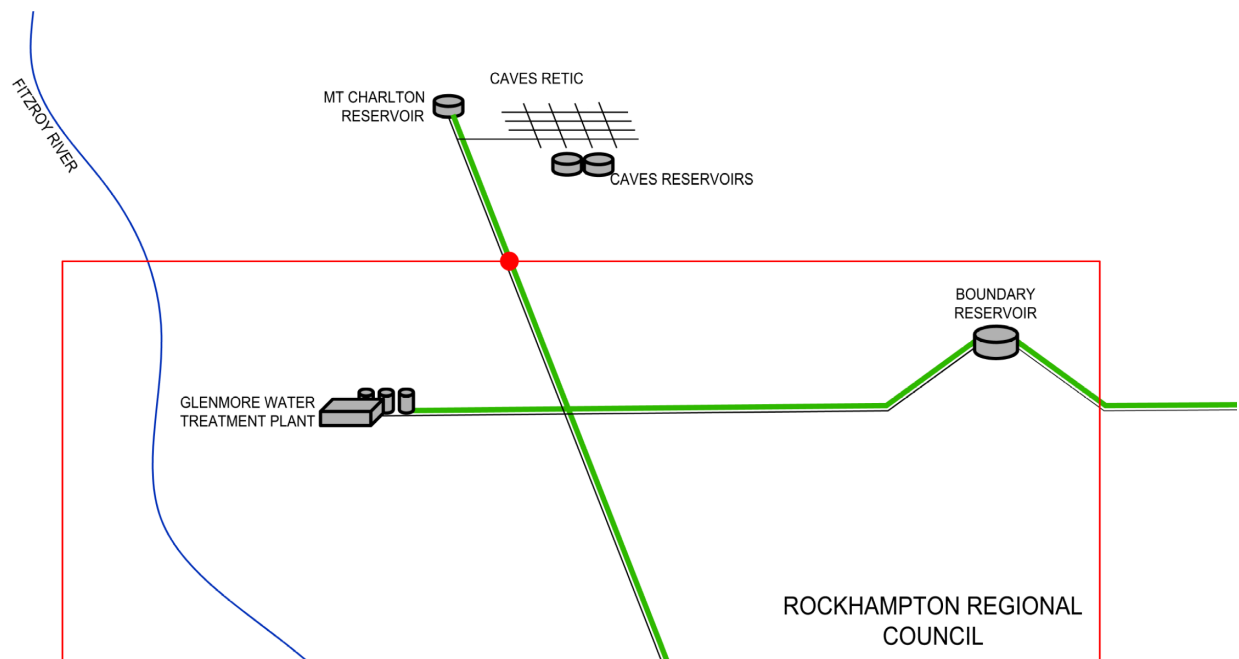 CAVES RETIC
MT CHARLTON
RESERVOIR
FITZROY RIVER
CAVES RESERVOIRS
BOUNDARY
RESERVOIR
GLENMORE WATER
TREATMENT PLANT
ROCKHAMPTON REGIONAL
COUNCIL